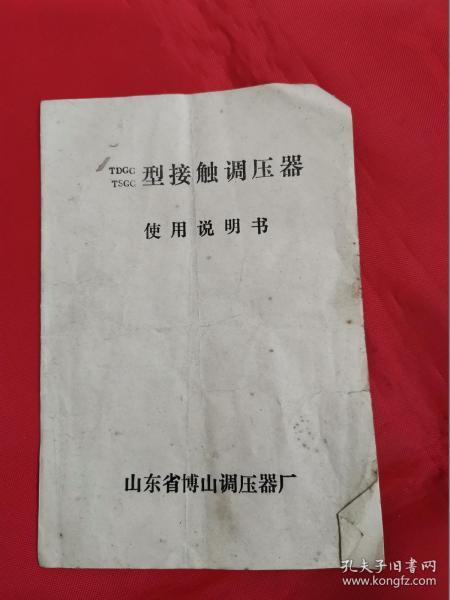 TDGC
TSGC 型接触调压器
使用说明书
山东省博山调压器厂
孔夫子旧书网
www.kongfz.com